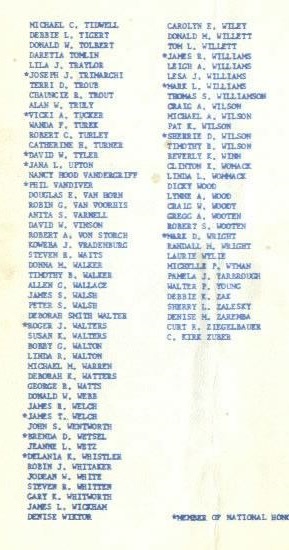 MICHAEL C. TIDWELL
DEBBIE L. TIGERT
DONALD W. TOLBERT
DARETIA TOMLIN
LILA J. TRAYLOR
*JOSEPH J. TRIMARCHI
TERRI D. TROUB
CHAUNCIE R. TROUT
ALAN W. TRULY
*VICKI A. TUCKER
WANDA F. TUREK
ROBERT C. TURLEY
CATHERINE H. TURNER
*DAVID W. TYLER
*JANA L. UPTON
NANCY HOOD VANDERGRIFF
*PHIL VANDIVER
DOUGLAS E. VAN HORN
ROBIN G. VAN VOORHIS
ANITA S. VARNELL
DAVID W. VINSON
ROBERT A. VON STORCH
KOWEBA J. VRADENBURG
STEVEN E. WAITS
DONNA M. WALKER
TIMOTHY B. WALKER
ALLEN G. WALLACE
JAMES S. WALSH
PETER S. WALSH
DEBORAH SMITH WALTER
*ROGER J. WALTERS
SUSAN K. WALTERS
BOBBY G. WALTON
LINDA R. WALTON
MICHAEL M. WARREN
DEBORAH K. WATTERS
GEORGE R. WATTS
DONALD W. WEBB
JAMES R. WELCH
*JAMES T. WELCH
JOHN S. WENTWORTH
*BRENDA D. WETSEL
JEANNE L. WETZ
*DELANIA K. WHISTLER
ROBIN J. WHITAKER
JODEAN W. WHITE
STEVEN R. WHITTEN
GARY K. WHITWORTH
JAMES L. WICKHAM
DENISE WIKTOR
CAROLYN E. WILEY
DONALD M. WILLETT
TOM L. WILLETT
*JAMES R. WILLIAMS
LEIGH A. WILLIAMS
LESA J. WILLIAMS
*MARK L. WILLIAMS
THOMAS S. WILLIAMSON
CRAIG A. WILSON
MICHAEL A. WILSON
PAT K. WILSON
*SHERRIE D. WILSON
TIMOTHY B. WILSON
BEVERLY K. WINN
CLINTON E. WOMACK
LINDA L. WOMMACK
DICKY WOOD
LYNNE A. WOOD
CRAIG W. WOODY
GREGG A. WOOTEN
ROBERT S. WOOTEN
*MARK D. WRIGHT
RANDALL M. WRIGHT
LAURIE WYLIE
MICHELLE P. WYMAN
PAMELA J. YARBROUGH
WALTER P. YOUNG
DEBBIE K. ZAK
SHERRY L. ZALESKY
DENISE M. ZAREMBA
CURT R. ZIEGELBAUER
C. KIRK ZUBER
*MEMBER OF NATIONAL HONO